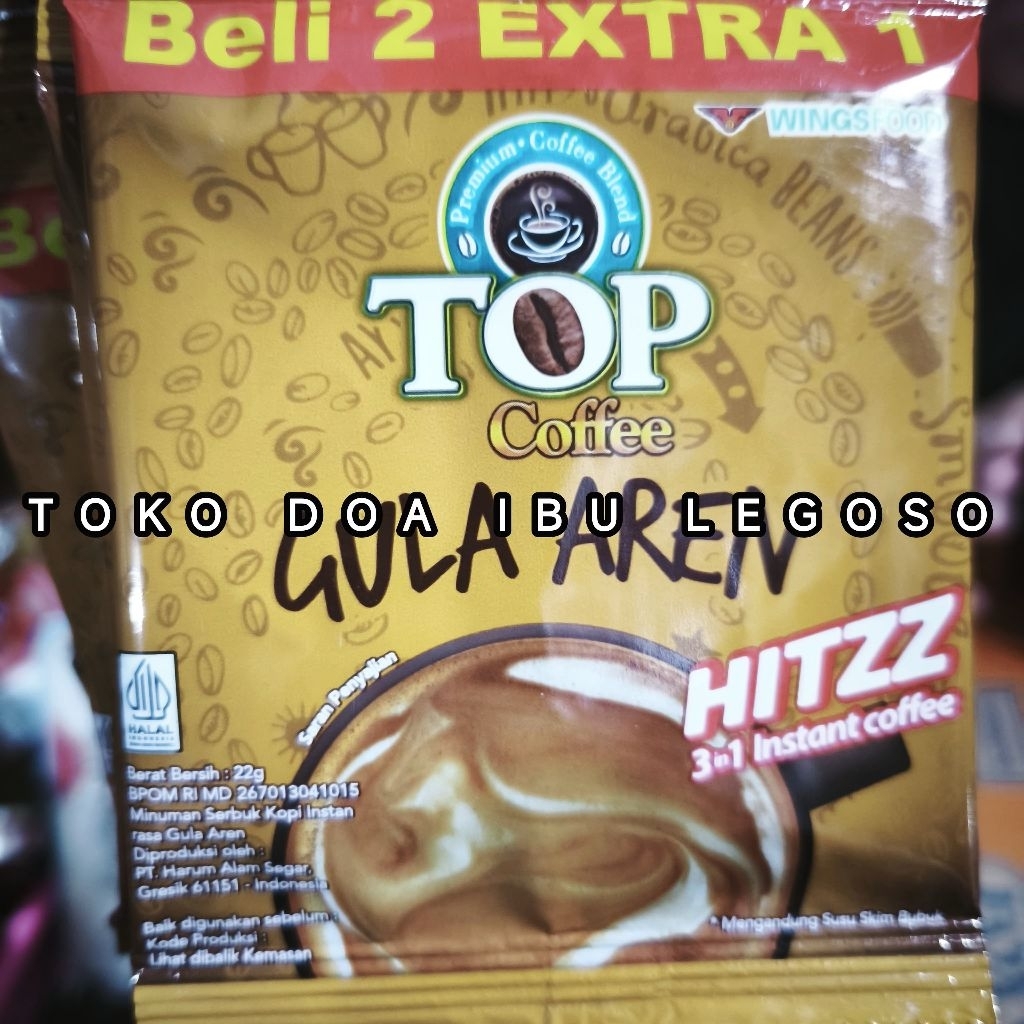 Beli 2 EXTRA 1
Arabica BEANS
WINGSFOOD
Premium • Coffee Blend
TOP
Coffee
TOKO DOA IBU LEGOSO
GULA AREN
HITZZ
3in1 Instant coffee
Saran Penyajian
HALAL
INDONESIA
Berat Bersih : 22g
BPOM RI MD 267013041015
Minuman Serbuk Kopi Instan
rasa Gula Aren
Diproduksi oleh :
PT. Harum Alam Segar,
Gresik 61151 - Indonesia
Baik digunakan sebelum :
Kode Produksi :
Lihat dibalik Kemasan
* Mengandung Susu Skim Bubuk